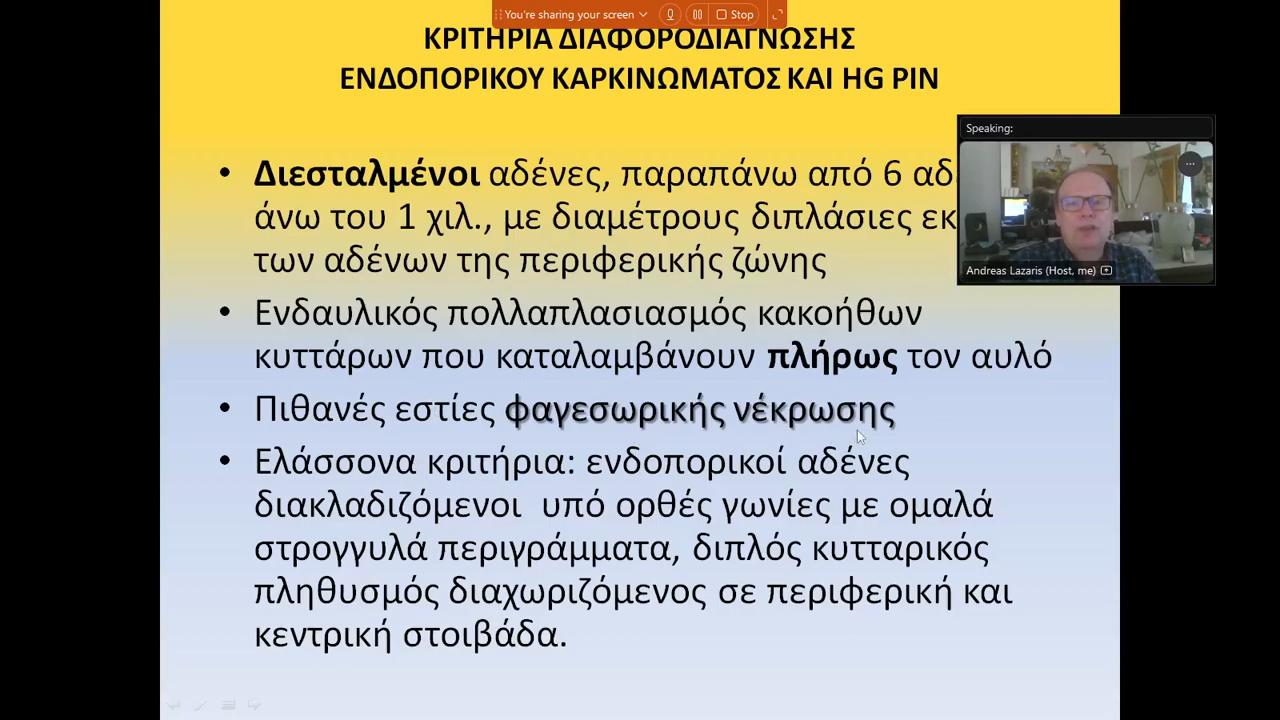 You're sharing your screen
Stop
ΚΡΙΤΗΡΙΑ ΔΙΑΦΟΡΟΔΙΑΓΝΩΣΗΣ
ΕΝΔΟΠΟΡΙΚΟΥ ΚΑΡΚΙΝΩΜΑΤΟΣ ΚΑΙ HG PIN
Speaking:
Andreas Lazaris (Host, me)
• Διεσταλμένοι αδένες, παραπάνω από 6
άνω του 1 χιλ., με διαμέτρους διπλάσιες
των αδένων της περιφερικής ζώνης
• Ενδαυλικός πολλαπλασιασμός κακοήθων
κυττάρων που καταλαμβάνουν πλήρως τον αυλό
• Πιθανές εστίες φαγεσωρικής νέκρωσης
• Ελάσσονα κριτήρια: ενδοπορικοί αδένες
διακλαδιζόμενοι υπό ορθές γωνίες με ομαλά
στρογγυλά περιγράμματα, διπλός κυτταρικός
πληθυσμός διαχωριζόμενος σε περιφερική και
κεντρική στοιβάδα.